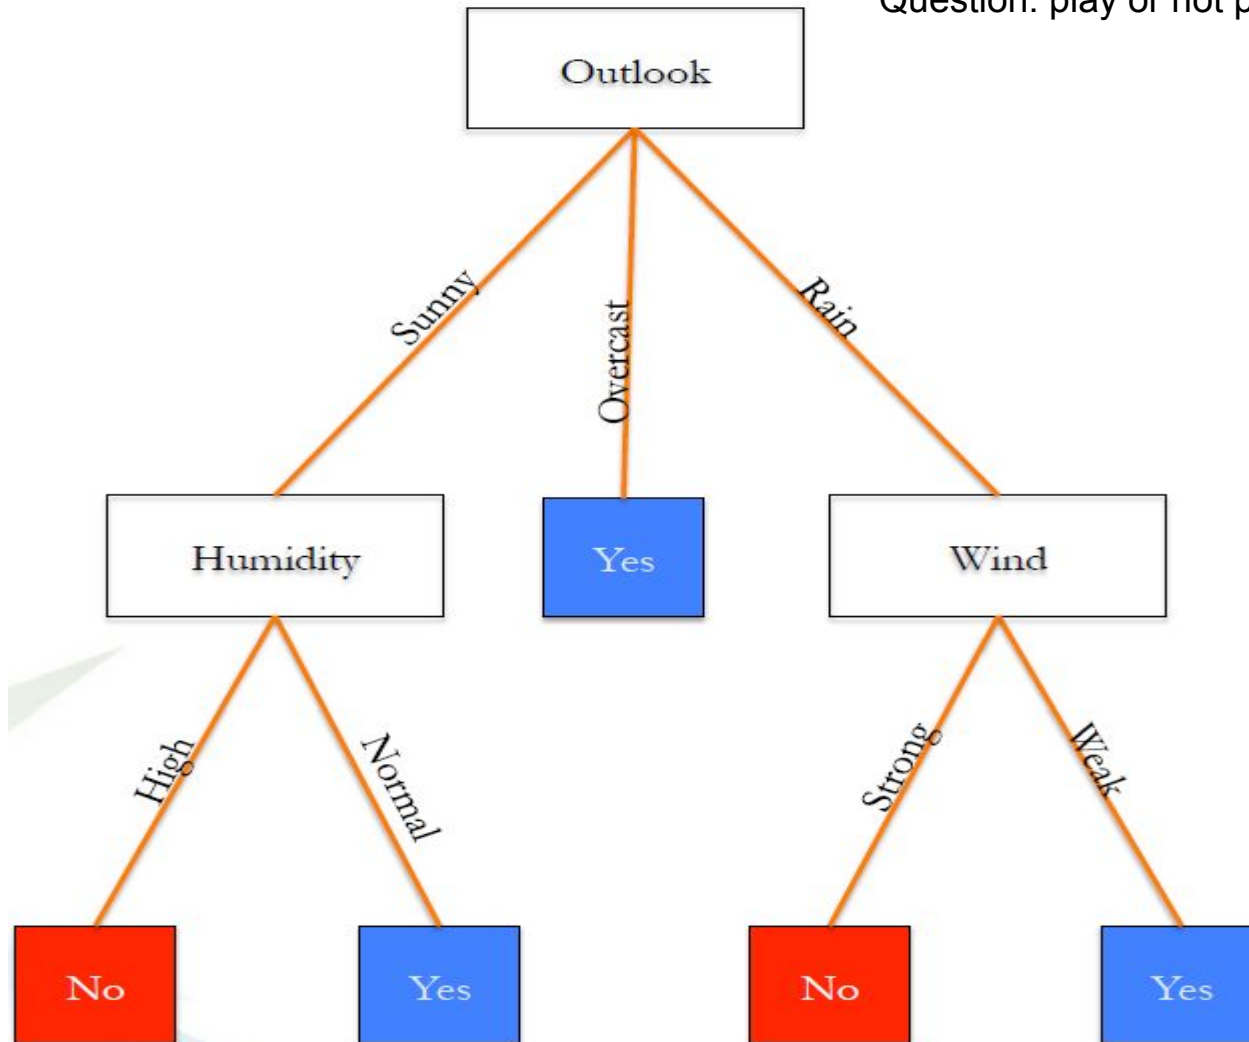 Question: play or not p
Outlook
Sunny
Overcast
Rain
Humidity
Yes
Wind
High
Normal
Strong
Weak
No
Yes
No
Yes